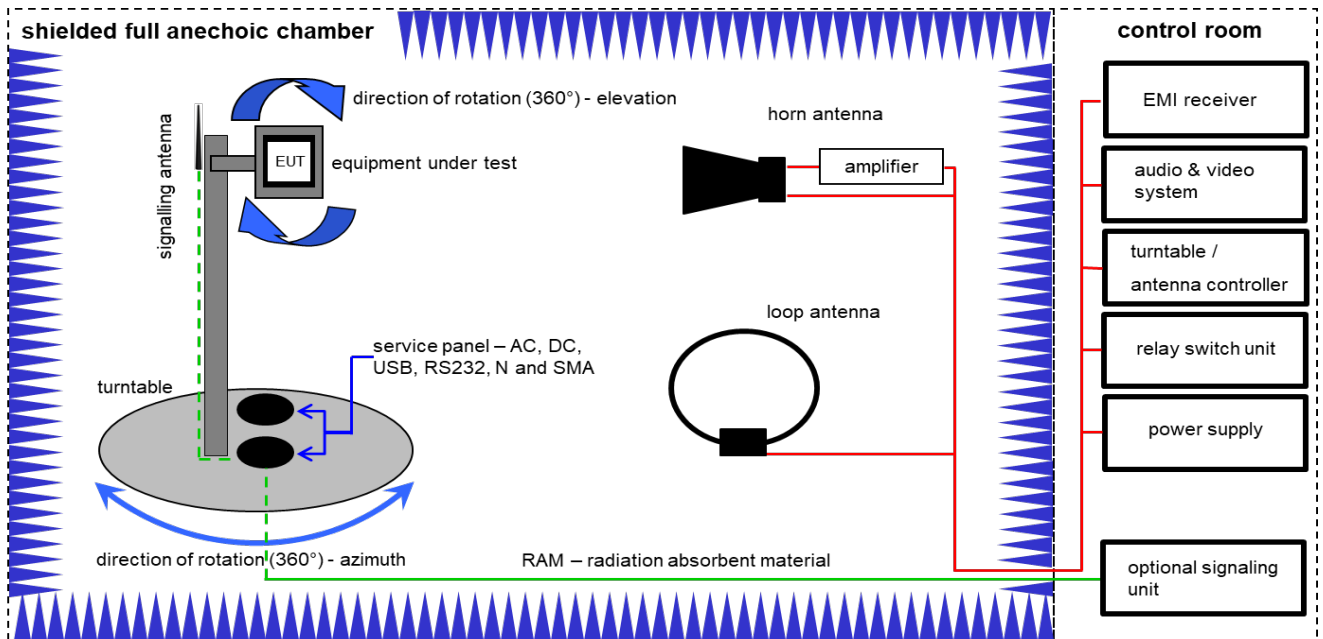 shielded full anechoic chamber
control room
direction of rotation (360°) - elevation
signalling antenna
EUT
equipment under test
horn antenna
amplifier
loop antenna
service panel – AC, DC,
USB, RS232, N and SMA
turntable
direction of rotation (360°) - azimuth
RAM – radiation absorbent material
EMI receiver
audio & video
system
turntable /
antenna controller
relay switch unit
power supply
optional signaling
unit